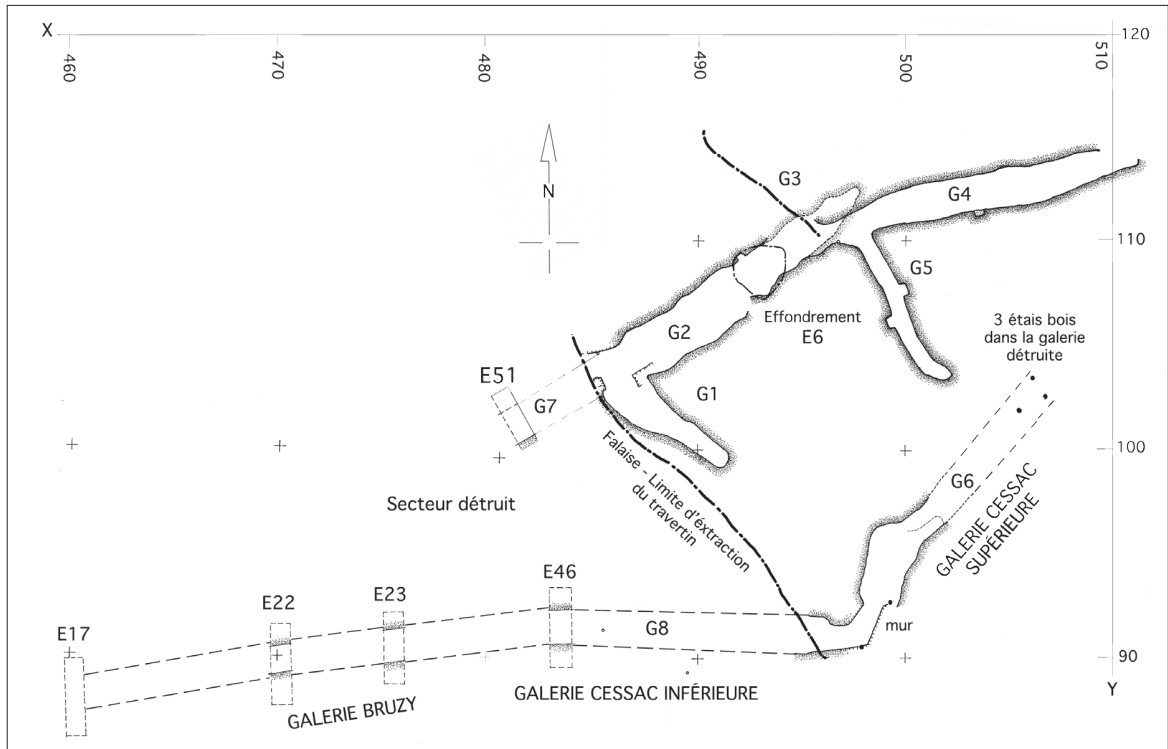 X
460
470
480
490
500
510
120
N
G3
G4
110
G5
Effondrement
E6
G2
3 étais bois
dans la galerie
détruite
E51
G7
G1
100
Falaise - Limite d'éxtraction
du travertin
G6
GALERIE CESSAC
SUPÉRIEURE
Secteur détruit
E46
E23
E22
E17
G8
mur
90
GALERIE CESSAC INFÉRIEURE
Y
GALERIE BRUZY